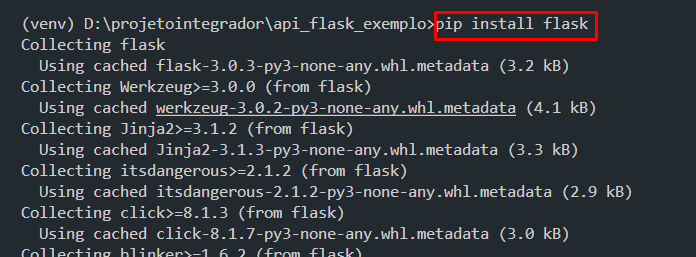 (venv) D:\projetointegrador\api_flask_exemplo>pip install flask
Collecting flask
Using cached flask-3.0.3-py3-none-any.whl.metadata (3.2 kB)
Collecting Werkzeug>=3.0.0 (from flask)
Using cached werkzeug-3.0.2-py3-none-any.whl.metadata (4.1 kB)
Collecting Jinja2>=3.1.2 (from flask)
Using cached Jinja2-3.1.3-py3-none-any.whl.metadata (3.3 kB)
Collecting itsdangerous>=2.1.2 (from flask)
Using cached itsdangerous-2.1.2-py3-none-any.whl.metadata (2.9 kB)
Collecting click>=8.1.3 (from flask)
Using cached click-8.1.7-py3-none-any.whl.metadata (3.0 kB)
Collecting blinker>=1.6.2 (from flask)